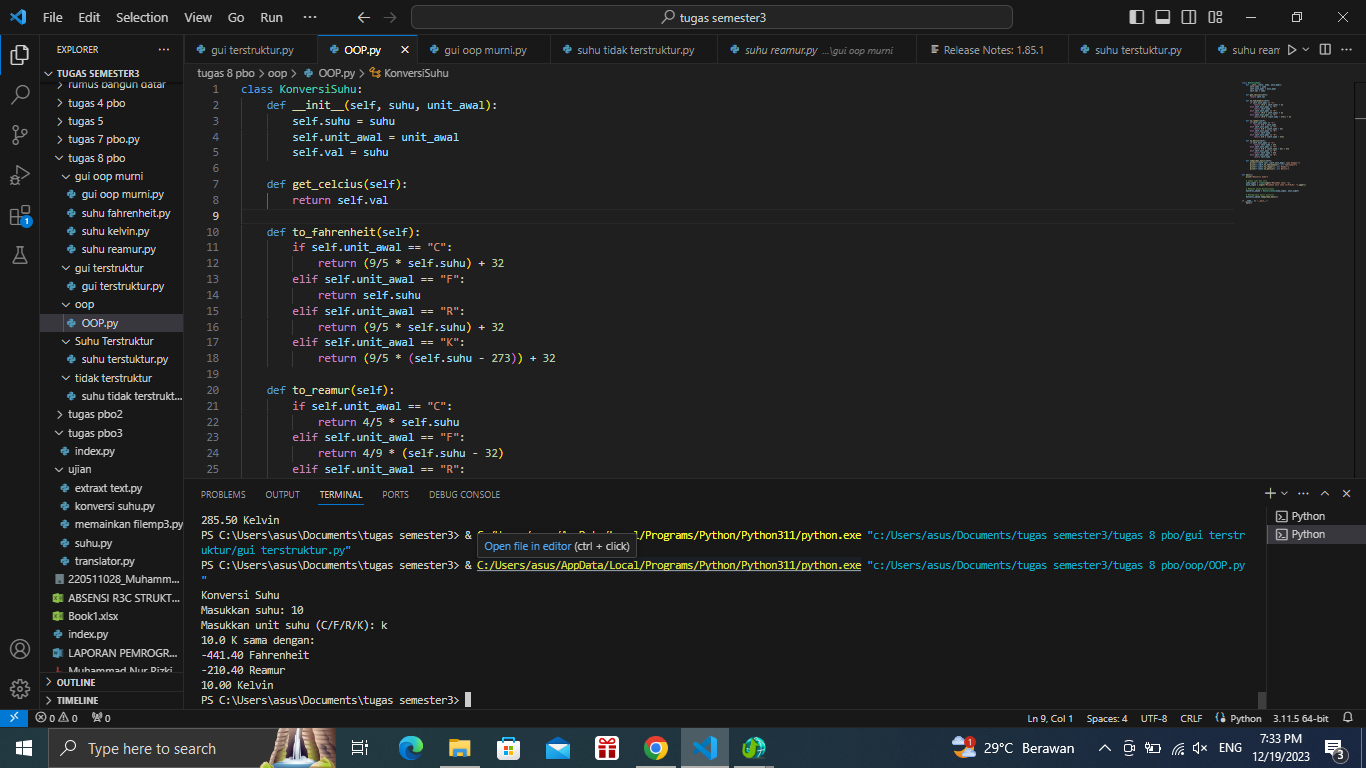 File Edit Selection View Go Run ··· tugas semester3
EXPLORER ···
gui terstruktur.py OOP.py gui oop murni.py suhu tidak terstruktur.py suhu reamur.py ...\gui oop murni Release Notes: 1.85.1 suhu terstuktur.py suhu rean
TUGAS SEMESTER3
rumus bangun datar
tugas 4 pbo
tugas 5
tugas 7 pbo.py
tugas 8 pbo
gui oop murni
gui oop murni.py
suhu fahrenheit.py
suhu kelvin.py
suhu reamur.py
gui terstruktur
gui terstruktur.py
oop
OOP.py
Suhu Terstruktur
suhu terstuktur.py
tidak terstruktur
suhu tidak terstrukt...
tugas pbo2
tugas pbo3
index.py
ujian
extraxt text.py
konversi suhu.py
memainkan filemp3.py
suhu.py
translator.py
220511028_Muhamm...
ABSENSI R3C STRUKT...
Book1.xlsx
index.py
LAPORAN PEMROGR...
Muhammad Nur Rizki
OUTLINE
TIMELINE
1
tugas 8 pbo > oop > OOP.py > KonversiSuhu
1 class KonversiSuhu:
2 def __init__(self, suhu, unit_awal):
3 self.suhu = suhu
4 self.unit_awal = unit_awal
5 self.val = suhu
6
7 def get_celcius(self):
8 return self.val
9
10 def to_fahrenheit(self):
11 if self.unit_awal == "C":
12 return (9/5 * self.suhu) + 32
13 elif self.unit_awal == "F":
14 return self.suhu
15 elif self.unit_awal == "R":
16 return (9/5 * self.suhu) + 32
17 elif self.unit_awal == "K":
18 return (9/5 * (self.suhu - 273)) + 32
19
20 def to_reamur(self):
21 if self.unit_awal == "C":
22 return 4/5 * self.suhu
23 elif self.unit_awal == "F":
24 return 4/9 * (self.suhu - 32)
25 elif self.unit_awal == "R":
PROBLEMS OUTPUT TERMINAL PORTS DEBUG CONSOLE
Python
Python
285.50 Kelvin
PS C:\Users\asus\Documents\tugas semester3> & C:/Users/asus/AppData/Local/Programs/Python/Python311/python.exe "c:/Users/asus/Documents/tugas semester3/tugas 8 pbo/gui terstr
uktur/gui terstruktur.py"
Open file in editor (ctrl + click)
PS C:\Users\asus\Documents\tugas semester3> & C:/Users/asus/AppData/Local/Programs/Python/Python311/python.exe "c:/Users/asus/Documents/tugas semester3/tugas 8 pbo/oop/OOP.py
"
Konversi Suhu
Masukkan suhu: 10
Masukkan unit suhu (C/F/R/K): k
10.0 K sama dengan:
-441.40 Fahrenheit
-210.40 Reamur
10.00 Kelvin
PS C:\Users\asus\Documents\tugas semester3>
0 0 0 Ln 9, Col 1 Spaces: 4 UTF-8 CRLF Python 3.11.5 64-bit
Type here to search 1 29°C Berawan ENG 7:33 PM
12/19/2023 3